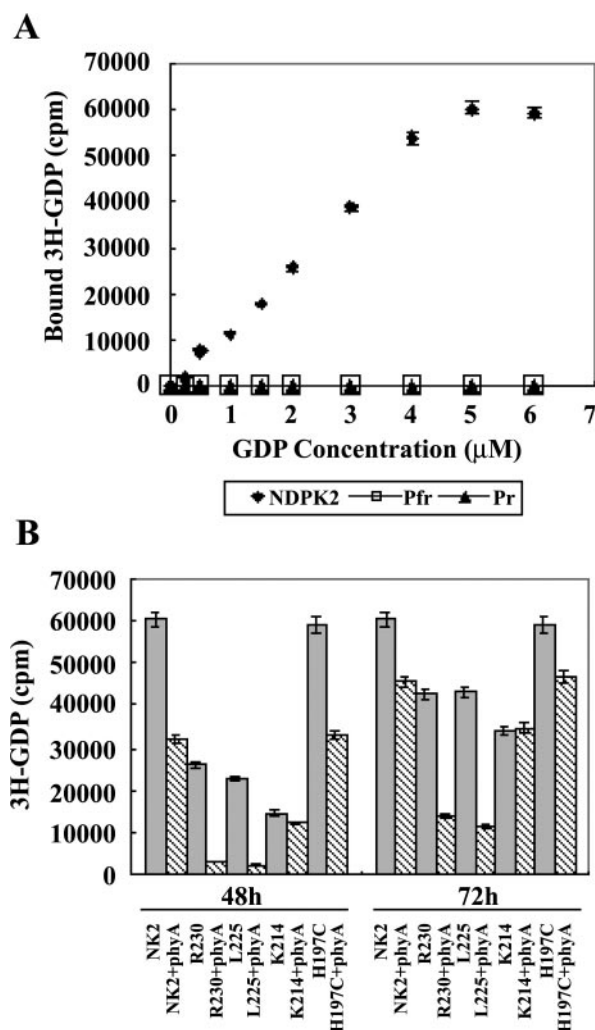 A
70000
60000
50000
40000
30000
20000
10000
0
Bound 3H-GDP (cpm)
0 1 2 3 4 5 6 7
GDP Concentration (μM)
NDPK2 Pfr Pr
B
70000
60000
50000
40000
30000
20000
10000
0
3H-GDP (cpm)
48h 72h
NK2
NK2+phyA
R230
R230+phyA
L225
L225+phyA
K214
K214+phyA
H197C
H197C+phyA
NK2
NK2+phyA
R230
R230+phyA
L225
L225+phyA
K214
K214+phyA
H197C
H197C+phyA